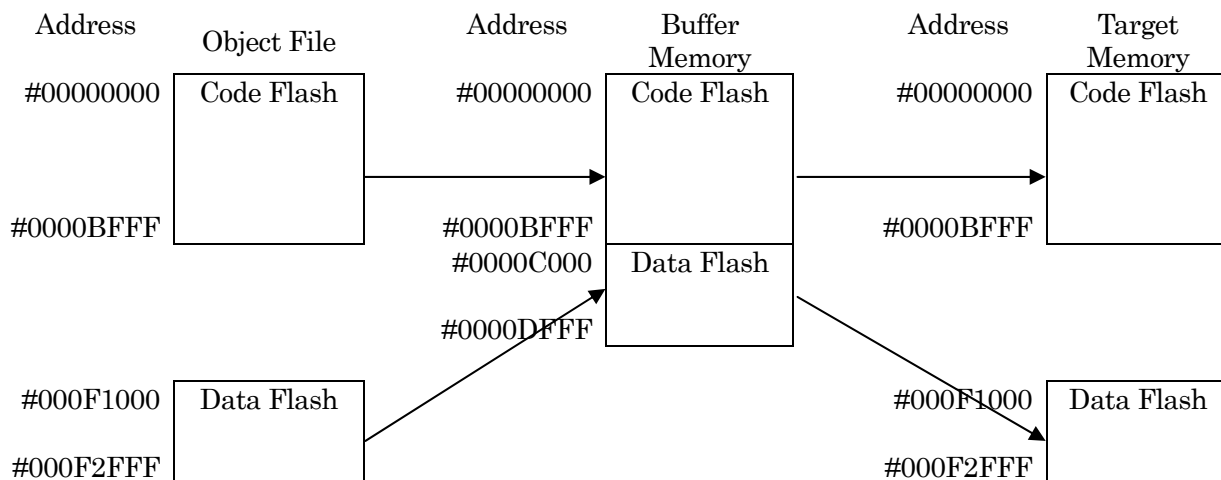 Address
Object File
Address
Buffer
Memory
Address
Target
Memory
#00000000
Code Flash
#00000000
Code Flash
#00000000
Code Flash
#0000BFFF
#0000BFFF
#0000BFFF
#0000C000
Data Flash
#0000DFFF
#000F1000
Data Flash
#000F1000
Data Flash
#000F2FFF
#000F2FFF